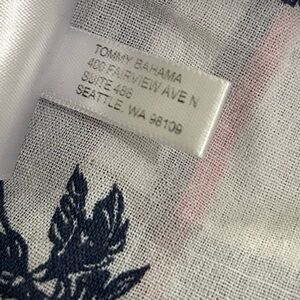 TOMMY BAHAMA
400 FAIRVIEW AVE N
SUITE 488
SEATTLE, WA 98109